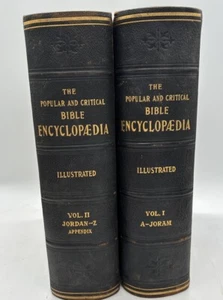 THE
POPULAR AND CRITICAL
BIBLE
ENCYCLOPÆDIA
ILLUSTRATED
VOL. II
JORDAN-Z
APPENDIX
THE
POPULAR AND CRITICAL
BIBLE
ENCYCLOPÆDIA
ILLUSTRATED
VOL. I
A-JORAM